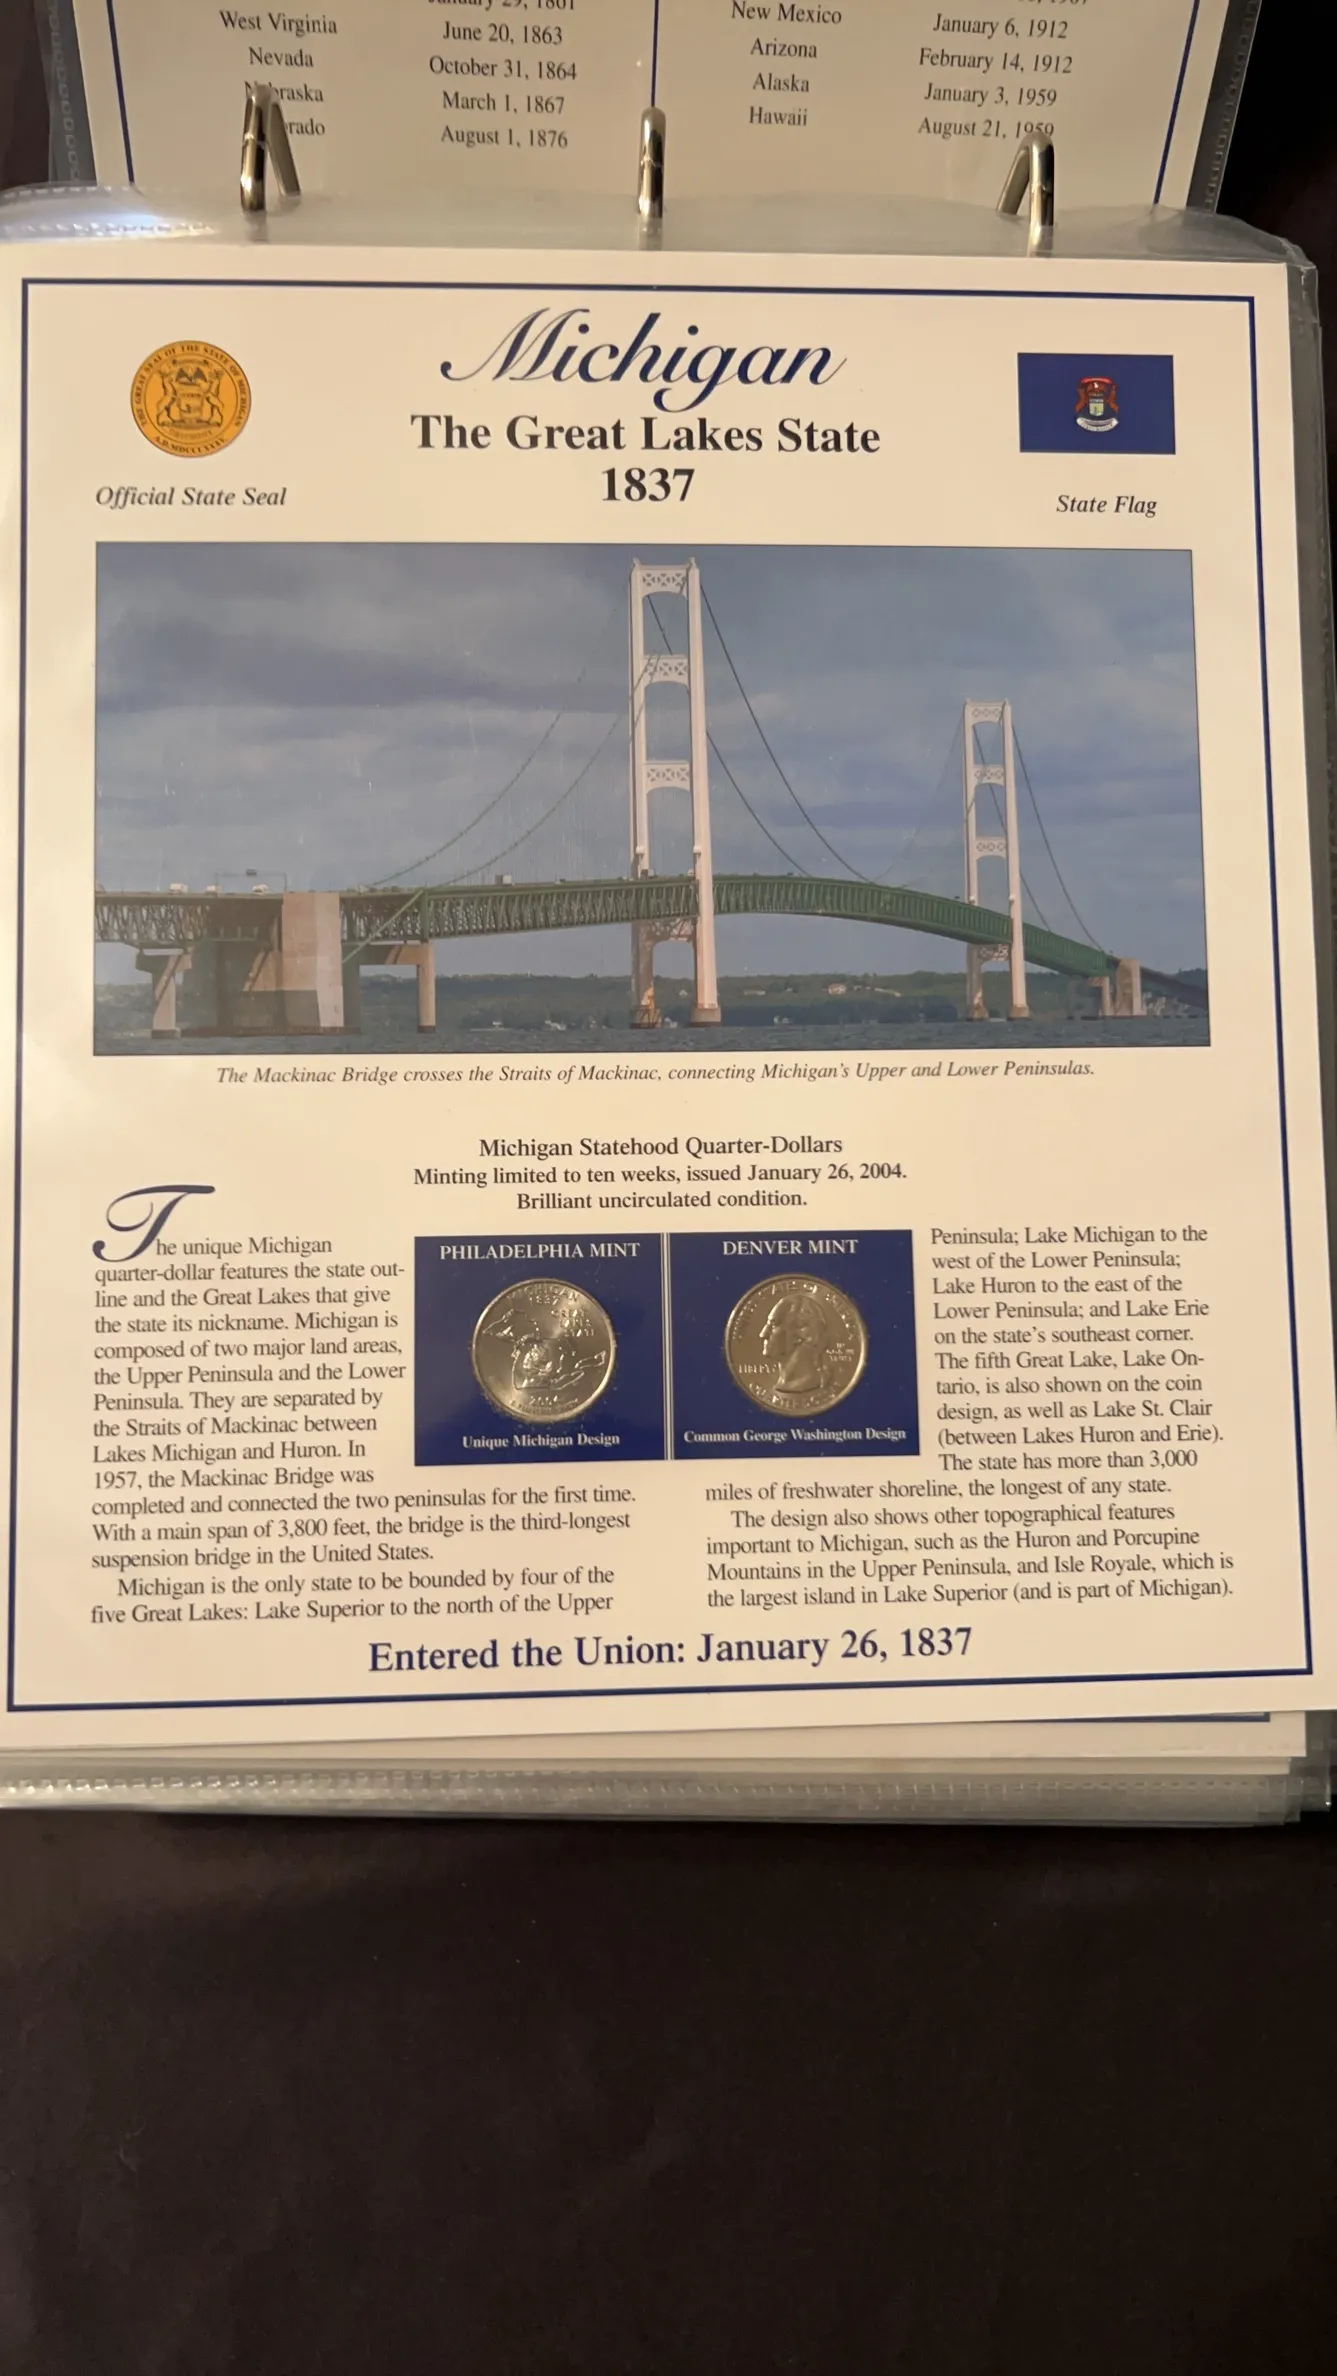 West Virginia
Nevada
June 20, 1863
October 31, 1864
March 1, 1867
August 1, 1876
New Mexico
Arizona
Alaska
Hawaii
January 6, 1912
February 14, 1912
January 3, 1959
August 21, 1959
Michigan
The Great Lakes State
1837
Official State Seal
State Flag
The Mackinac Bridge crosses the Straits of Mackinac, connecting Michigan's Upper and Lower Peninsulas.
Michigan Statehood Quarter-Dollars
Minting limited to ten weeks, issued January 26, 2004.
Brilliant uncirculated condition.
The unique Michigan
quarter-dollar features the state out-
line and the Great Lakes that give
the state its nickname. Michigan is
composed of two major land areas,
the Upper Peninsula and the Lower
Peninsula. They are separated by
the Straits of Mackinac between
Lakes Michigan and Huron. In
1957, the Mackinac Bridge was
completed and connected the two peninsulas for the first time.
With a main span of 3,800 feet, the bridge is the third-longest
suspension bridge in the United States.
Michigan is the only state to be bounded by four of the
five Great Lakes: Lake Superior to the north of the Upper
PHILADELPHIA MINT
MICHIGAN
1837
GREAT
LAKES
STATE
2004
Unique Michigan Design
DENVER MINT
LIBERTY
Common George Washington Design
Peninsula; Lake Michigan to the
west of the Lower Peninsula;
Lake Huron to the east of the
Lower Peninsula; and Lake Erie
on the state's southeast corner.
The fifth Great Lake, Lake On-
tario, is also shown on the coin
design, as well as Lake St. Clair
(between Lakes Huron and Erie).
The state has more than 3,000
miles of freshwater shoreline, the longest of any state.
The design also shows other topographical features
important to Michigan, such as the Huron and Porcupine
Mountains in the Upper Peninsula, and Isle Royale, which is
the largest island in Lake Superior (and is part of Michigan).
Entered the Union: January 26, 1837